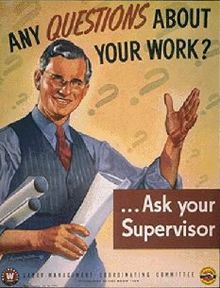 ANY QUESTIONS ABOUT
YOUR WORK?
...Ask your
Supervisor
W
LABOR-MANAGEMENT COORDINATING COMMITTEE